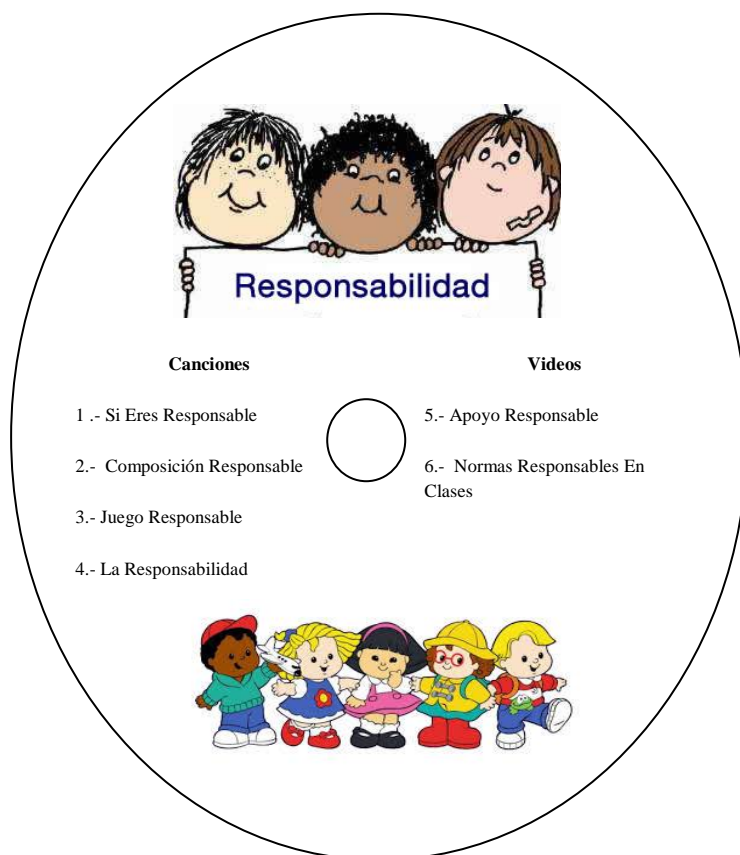 Responsabilidad
Canciones
1 .- Si Eres Responsable
2.- Composición Responsable
3.- Juego Responsable
4.- La Responsabilidad
Videos
5.- Apoyo Responsable
6.- Normas Responsables En
Clases